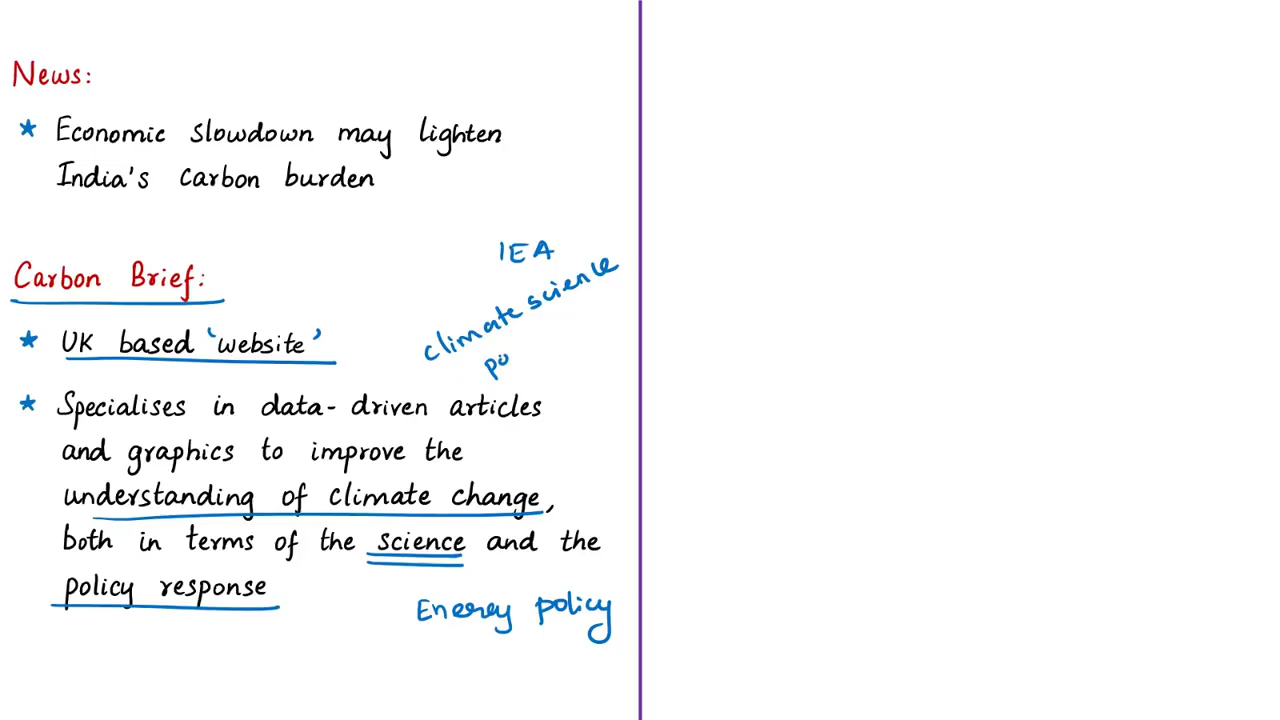 News:
★ Economic slowdown may lighten
India's carbon burden
IEA
Carbon Brief:
climate science
★ UK based 'website'
po
★ Specialises in data-driven articles
and graphics to improve the
understanding of climate change,
both in terms of the science and the
policy response
Energy policy